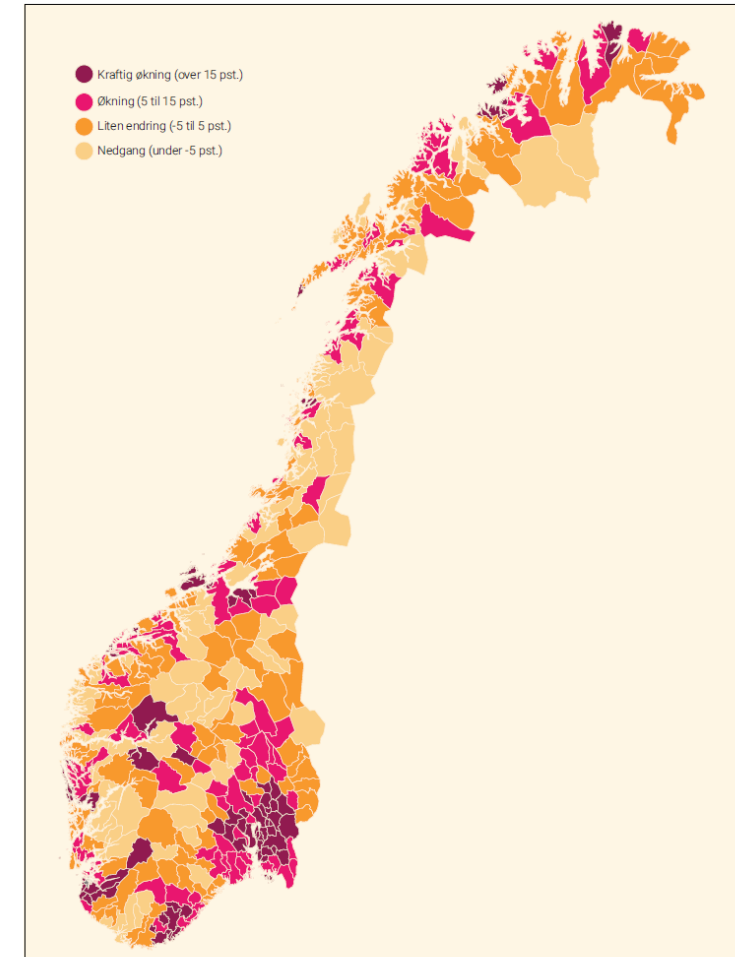 Kraftig økning (over 15 pst.)
Økning (5 til 15 pst.)
Liten endring (-5 til 5 pst.)
Nedgang (under -5 pst.)